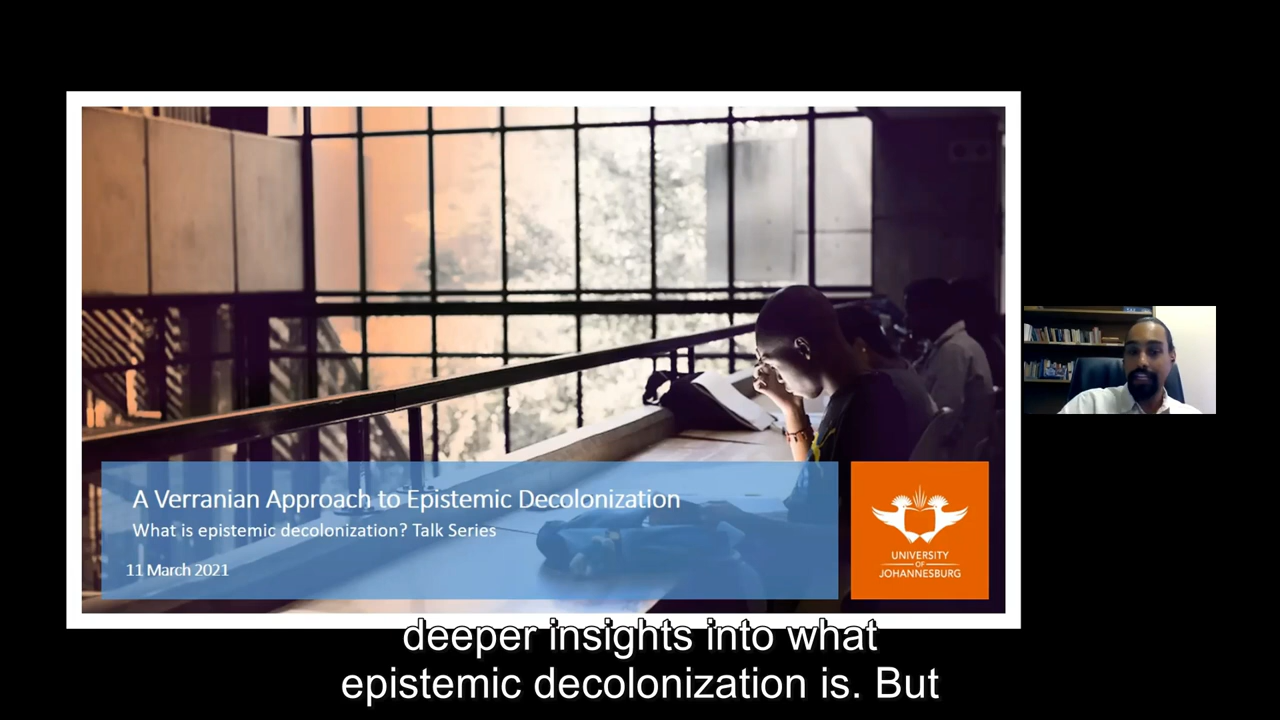 A Verranian Approach to Epistemic Decolonization
What is epistemic decolonization? Talk Series
11 March 2021
UNIVERSITY
OF
JOHANNESBURG
deeper insights into what
epistemic decolonization is. But